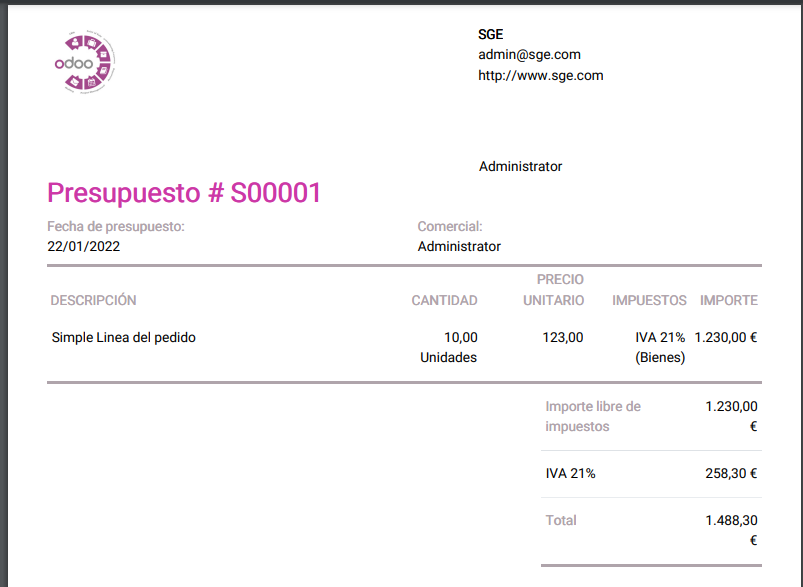 odoo
SGE
admin@sge.com
http://www.sge.com
Administrator
Presupuesto # S00001
Fecha de presupuesto:
Comercial:
22/01/2022
Administrator
PRECIO
DESCRIPCIÓN CANTIDAD UNITARIO IMPUESTOS IMPORTE
Simple Linea del pedido 10,00 123,00 IVA 21% 1.230,00 €
Unidades (Bienes)
Importe libre de 1.230,00
impuestos €
IVA 21% 258,30 €
Total 1.488,30
€